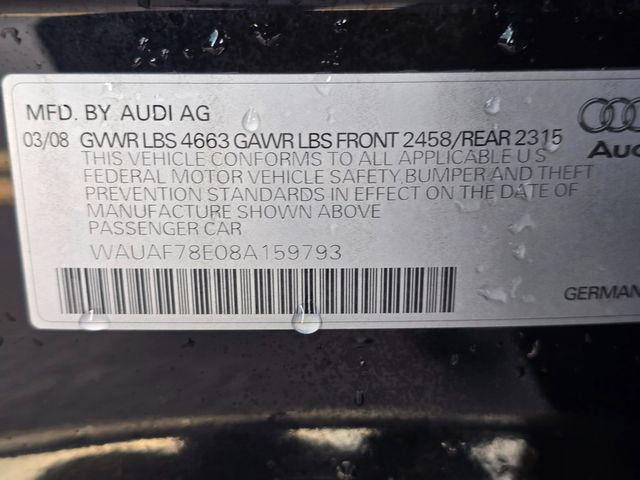 MFD. BY AUDI AG
03/08 GVWR LBS 4663 GAWR LBS FRONT 2458/REAR 2315
THIS VEHICLE CONFORMS TO ALL APPLICABLE U S
FEDERAL MOTOR VEHICLE SAFETY, BUMPER AND THEFT
PREVENTION STANDARDS IN EFFECT ON THE DATE OF
MANUFACTURE SHOWN ABOVE
PASSENGER CAR
WAUAF78E08A159793
Au
GERMAN